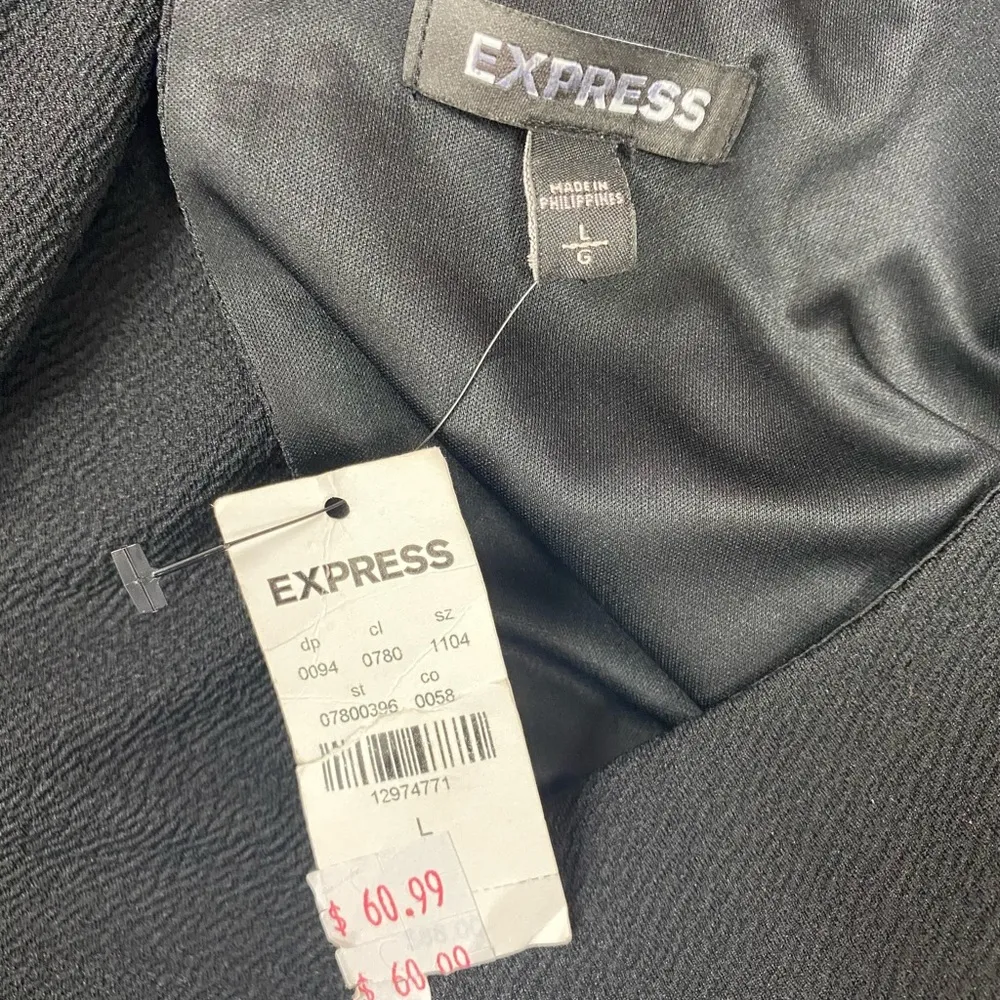 EXPRESS
MADE IN
PHILIPPINES
L
G
EXPRESS
dp cl sz
0094 0780 1104
st co
07800396 0058
12974771
L
$ 60.99
$ 60